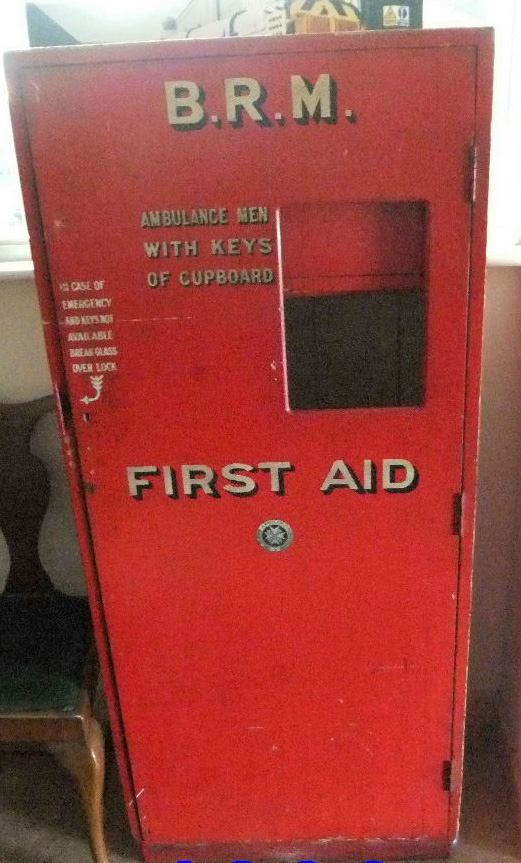 B.R.M.
AMBULANCE MEN
WITH KEYS
OF CUPBOARD
IN CASE OF
EMERGENCY
AND KEYS NOT
AVAILABLE
BREAK GLASS
OVER LOCK
FIRST AID